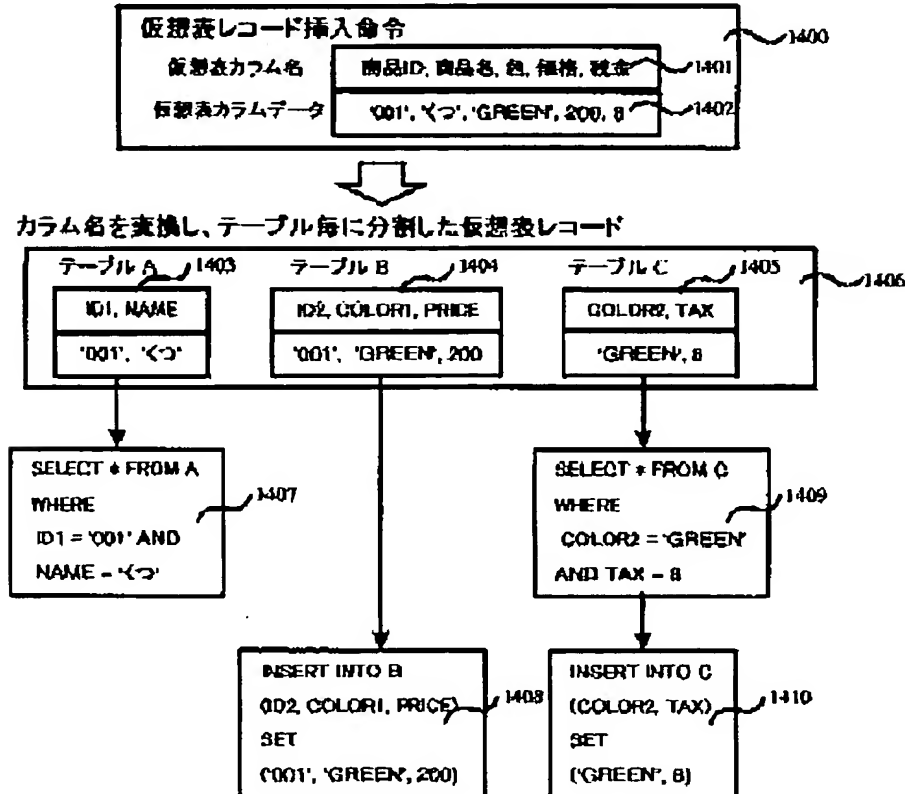 仮想表レコード挿入命令
1400
仮想表カラム名
商品ID, 商品名, 色, 価格, 税金
1401
仮想表カラムデータ
'001', 'くつ', 'GREEN', 200, 8
1402
カラム名を変換し、テーブル毎に分割した仮想表レコード
テーブル A
1403
テーブル B
1404
テーブル C
1405
1406
ID1, NAME
ID2, COLOR1, PRICE
COLOR2, TAX
'001', 'くつ'
'001', 'GREEN', 200
'GREEN', 8
SELECT * FROM A
WHERE
ID1 = '001' AND
NAME = 'くつ'
1407
SELECT * FROM C
WHERE
COLOR2 = 'GREEN'
AND TAX = 8
1409
INSERT INTO B
(ID2, COLOR1, PRICE)
SET
('001', 'GREEN', 200)
1408
INSERT INTO C
(COLOR2, TAX)
SET
('GREEN', 8)
1410